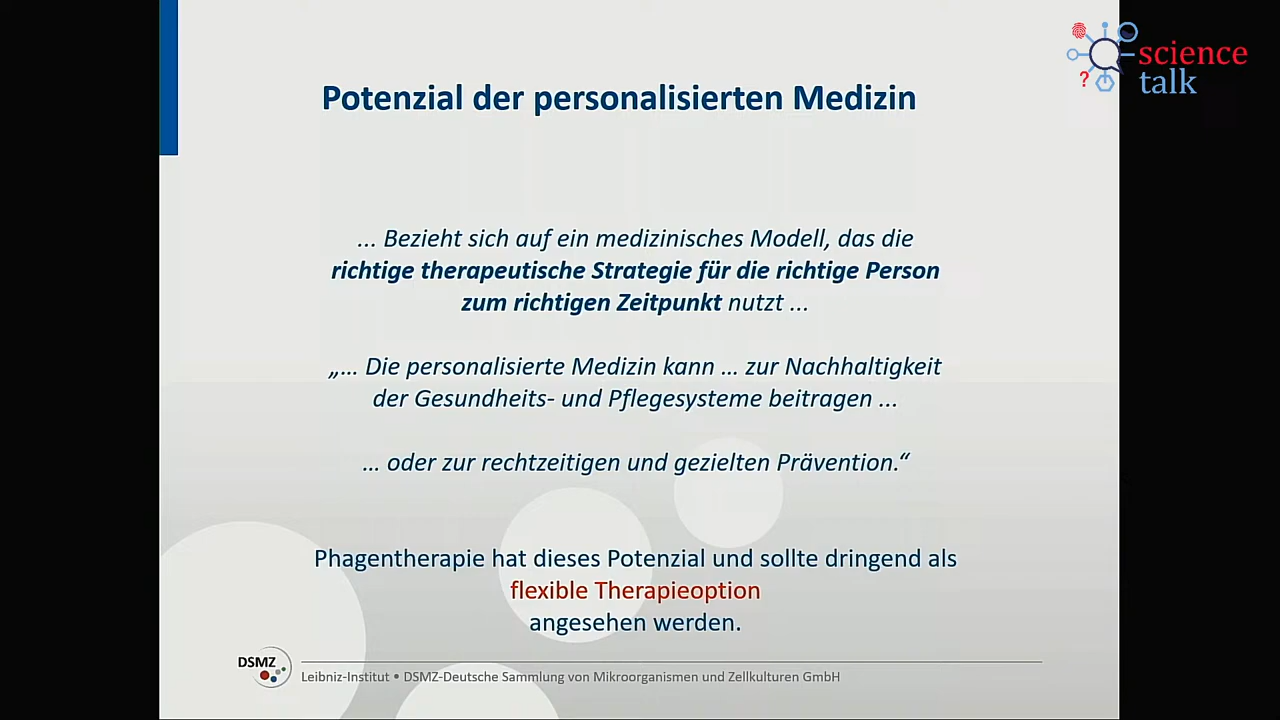 science
talk
?
Potenzial der personalisierten Medizin
... Bezieht sich auf ein medizinisches Modell, das die
richtige therapeutische Strategie für die richtige Person
zum richtigen Zeitpunkt nutzt ...
„... Die personalisierte Medizin kann ... zur Nachhaltigkeit
der Gesundheits- und Pflegesysteme beitragen ...
... oder zur rechtzeitigen und gezielten Prävention.“
Phagentherapie hat dieses Potenzial und sollte dringend als
flexible Therapieoption
angesehen werden.
DSMZ
Leibniz-Institut • DSMZ-Deutsche Sammlung von Mikroorganismen und Zellkulturen GmbH